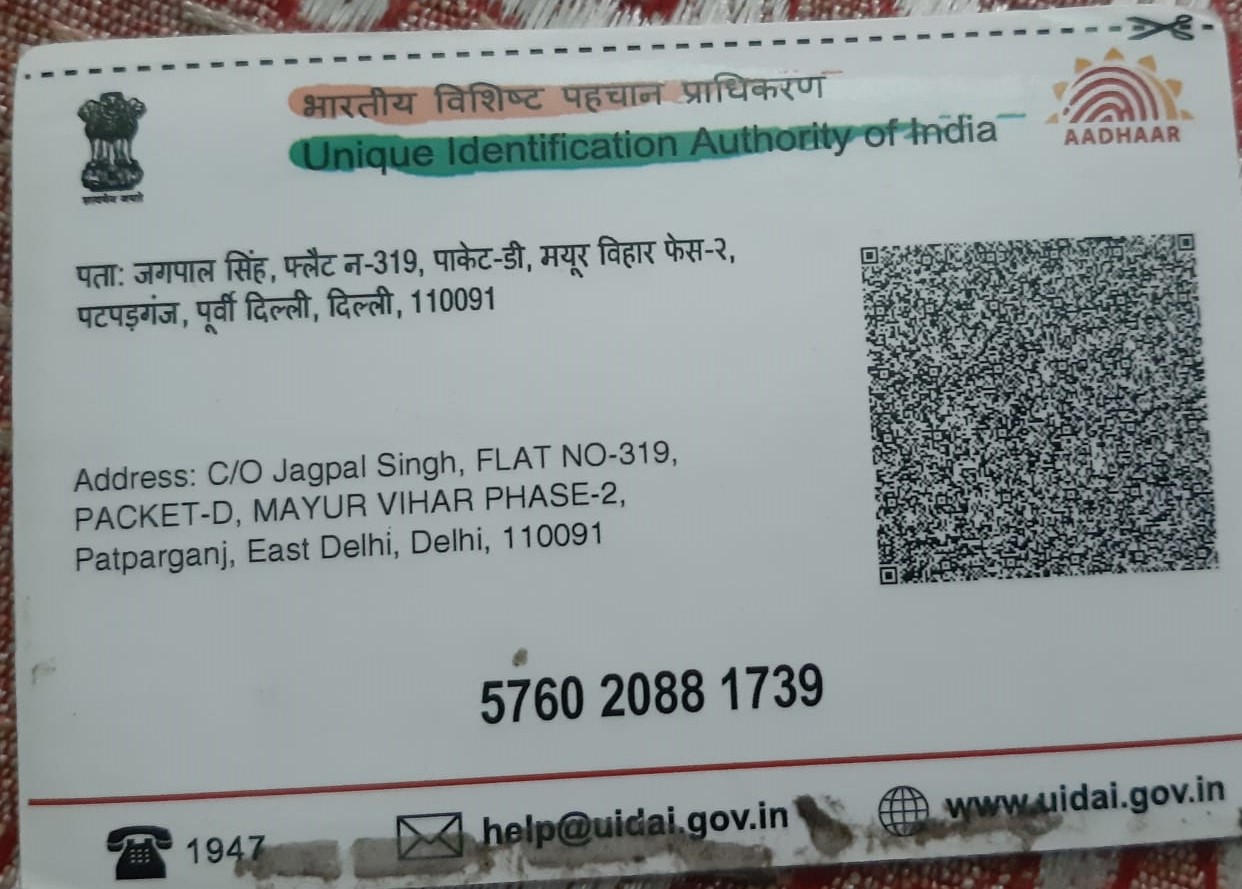 भारतीय विशिष्ट पहचान प्राधिकरण
Unique Identification Authority of India
AADHAAR
सत्यमेव जयते
पता: जगपाल सिंह, फ्लैट न-319, पाकेट-डी, मयूर विहार फेस-२,
पटपड़गंज, पूर्वी दिल्ली, दिल्ली, 110091
Address: C/O Jagpal Singh, FLAT NO-319,
PACKET-D, MAYUR VIHAR PHASE-2,
Patparganj, East Delhi, Delhi, 110091
5760 2088 1739
1947
help@uidai.gov.in
www.uidai.gov.in